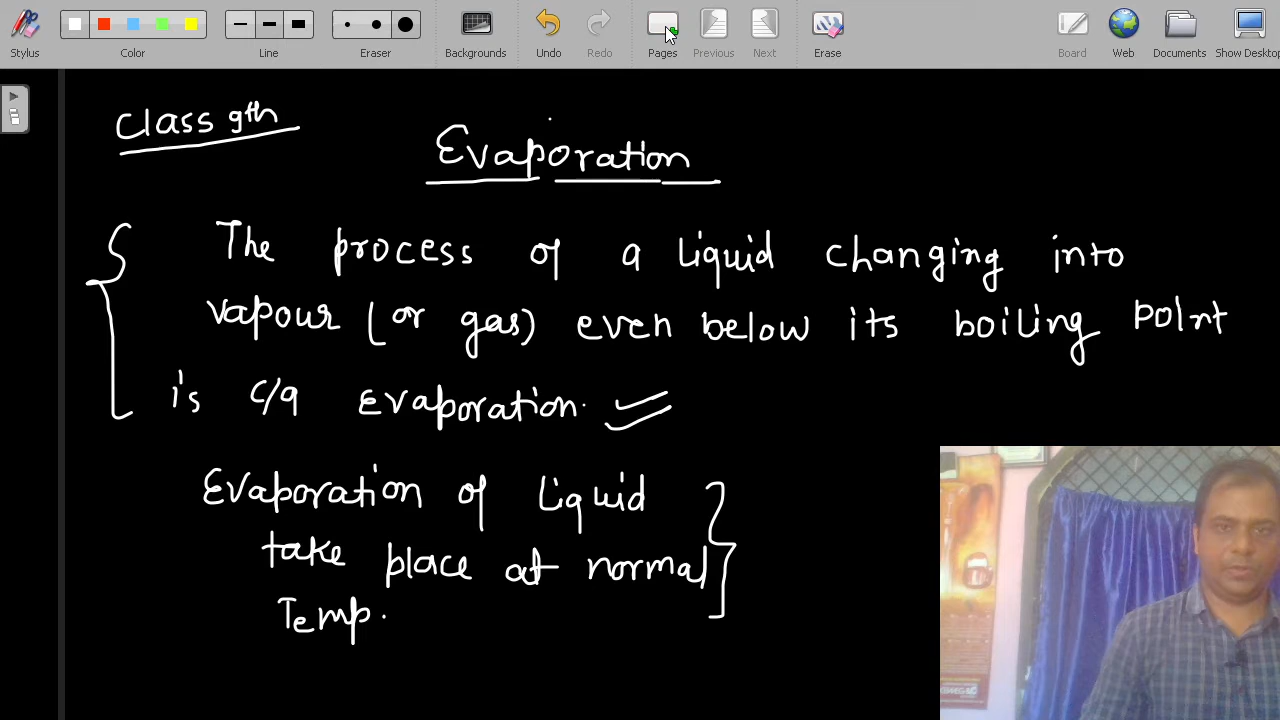 Stylus
Color
Line
Eraser
Backgrounds
Undo
Redo
Pages
Previous
Next
Erase
Board
Web
Documents
Show Desktop
Class 9th
Evaporation
The process of a liquid changing into
vapour (or gas) even below its boiling point
is c/a evaporation.
Evaporation of liquid
take place at normal
Temp.